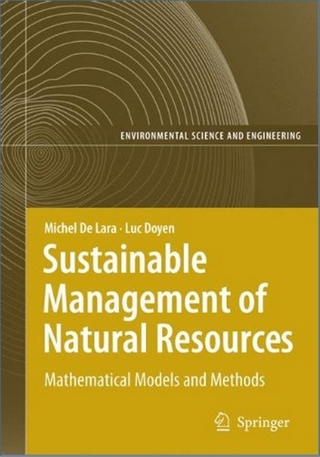 ENVIRONMENTAL SCIENCE AND ENGINEERING
Michel De Lara · Luc Doyen
Sustainable
Management of
Natural Resources
Mathematical Models and Methods
Springer